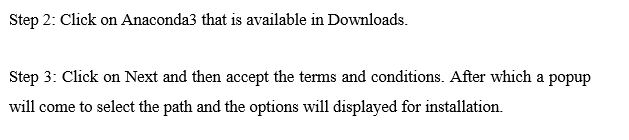 Step 2: Click on Anaconda3 that is available in Downloads.
Step 3: Click on Next and then accept the terms and conditions. After which a popup
will come to select the path and the options will displayed for installation.